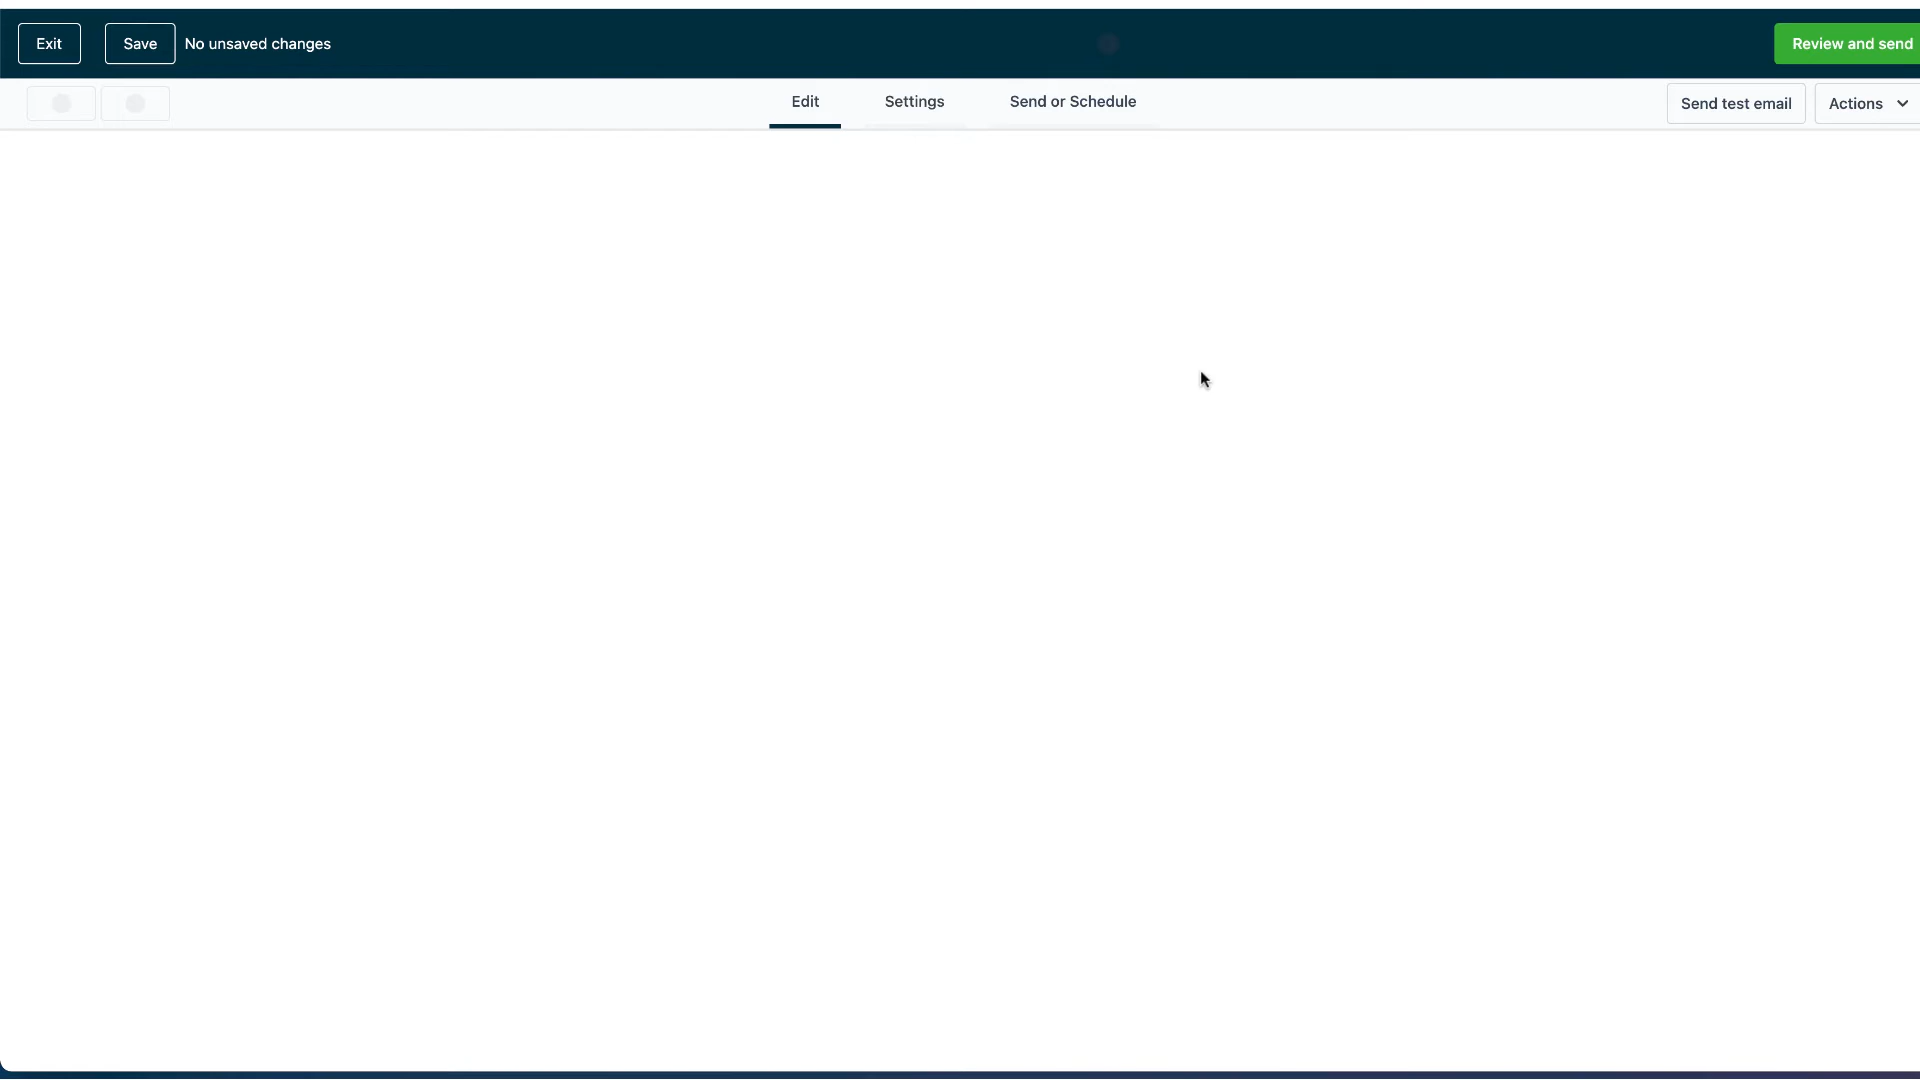 Exit
Save
No unsaved changes
Review and send
Edit
Settings
Send or Schedule
Send test email
Actions